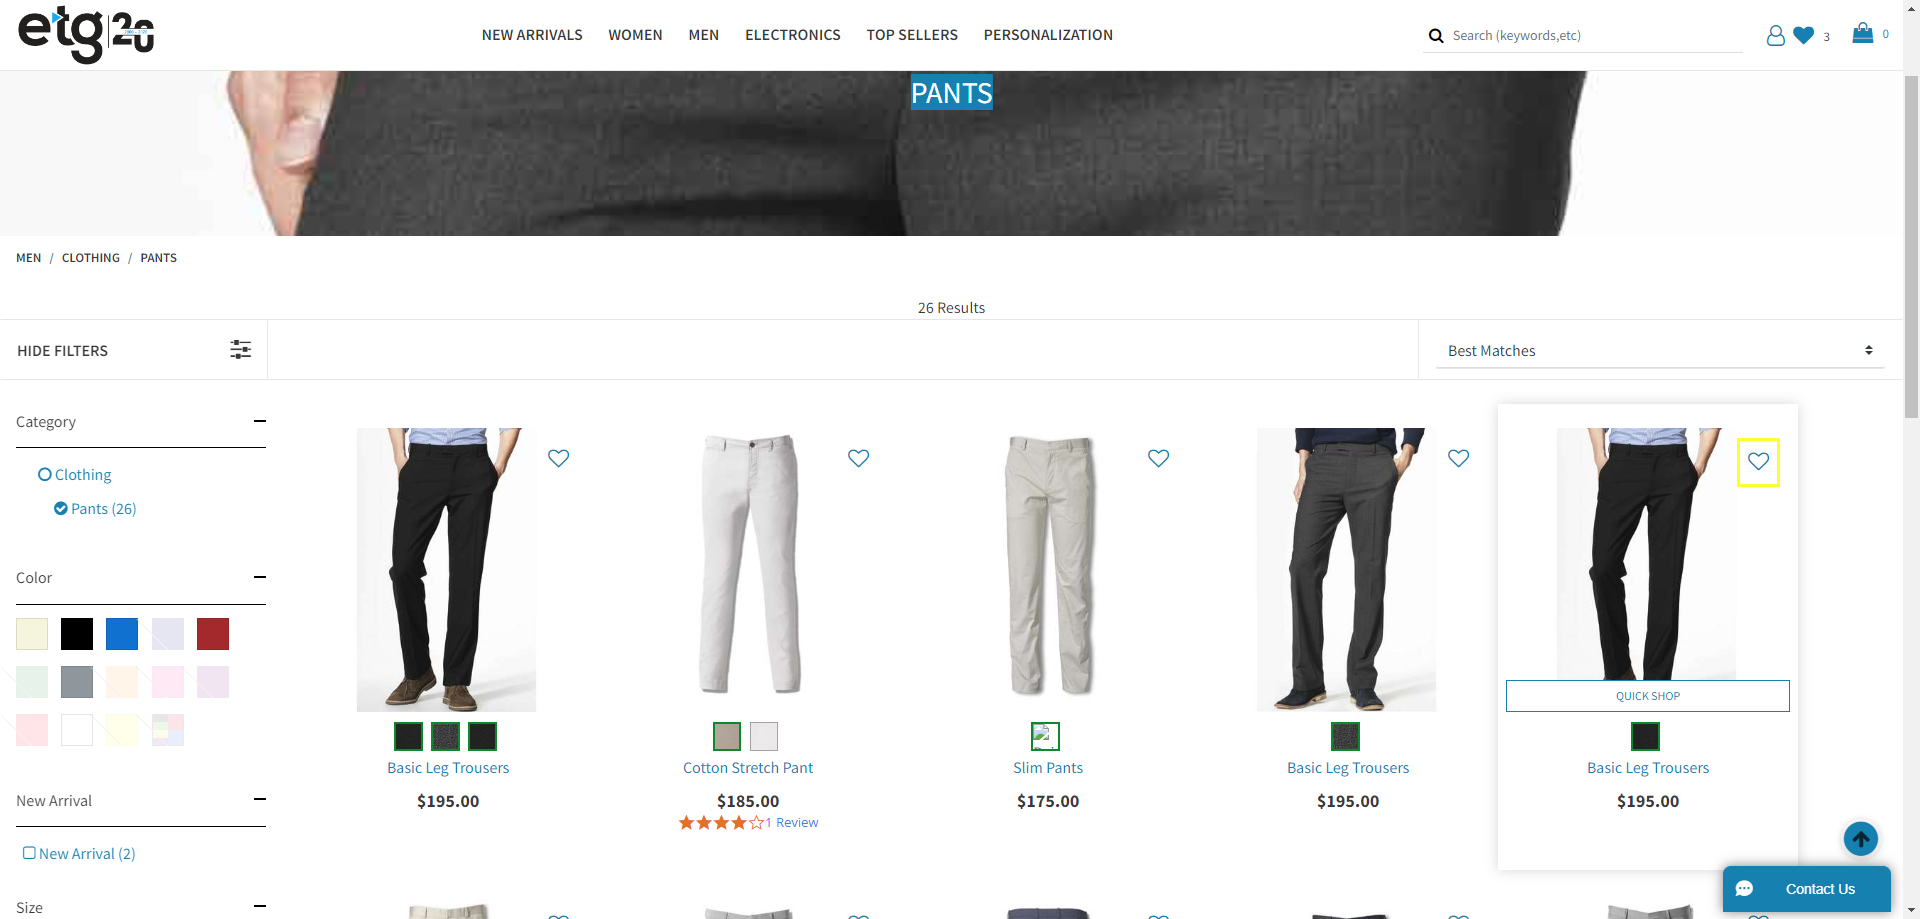 etg 20
NEW ARRIVALS WOMEN MEN ELECTRONICS TOP SELLERS PERSONALIZATION
Search (keywords,etc)
3
0
PANTS
MEN / CLOTHING / PANTS
26 Results
HIDE FILTERS
Best Matches
Category
Clothing
Pants (26)
Color
New Arrival
New Arrival (2)
Size
Basic Leg Trousers
$195.00
Cotton Stretch Pant
$185.00
1 Review
Slim Pants
$175.00
Basic Leg Trousers
$195.00
QUICK SHOP
Basic Leg Trousers
$195.00
Contact Us